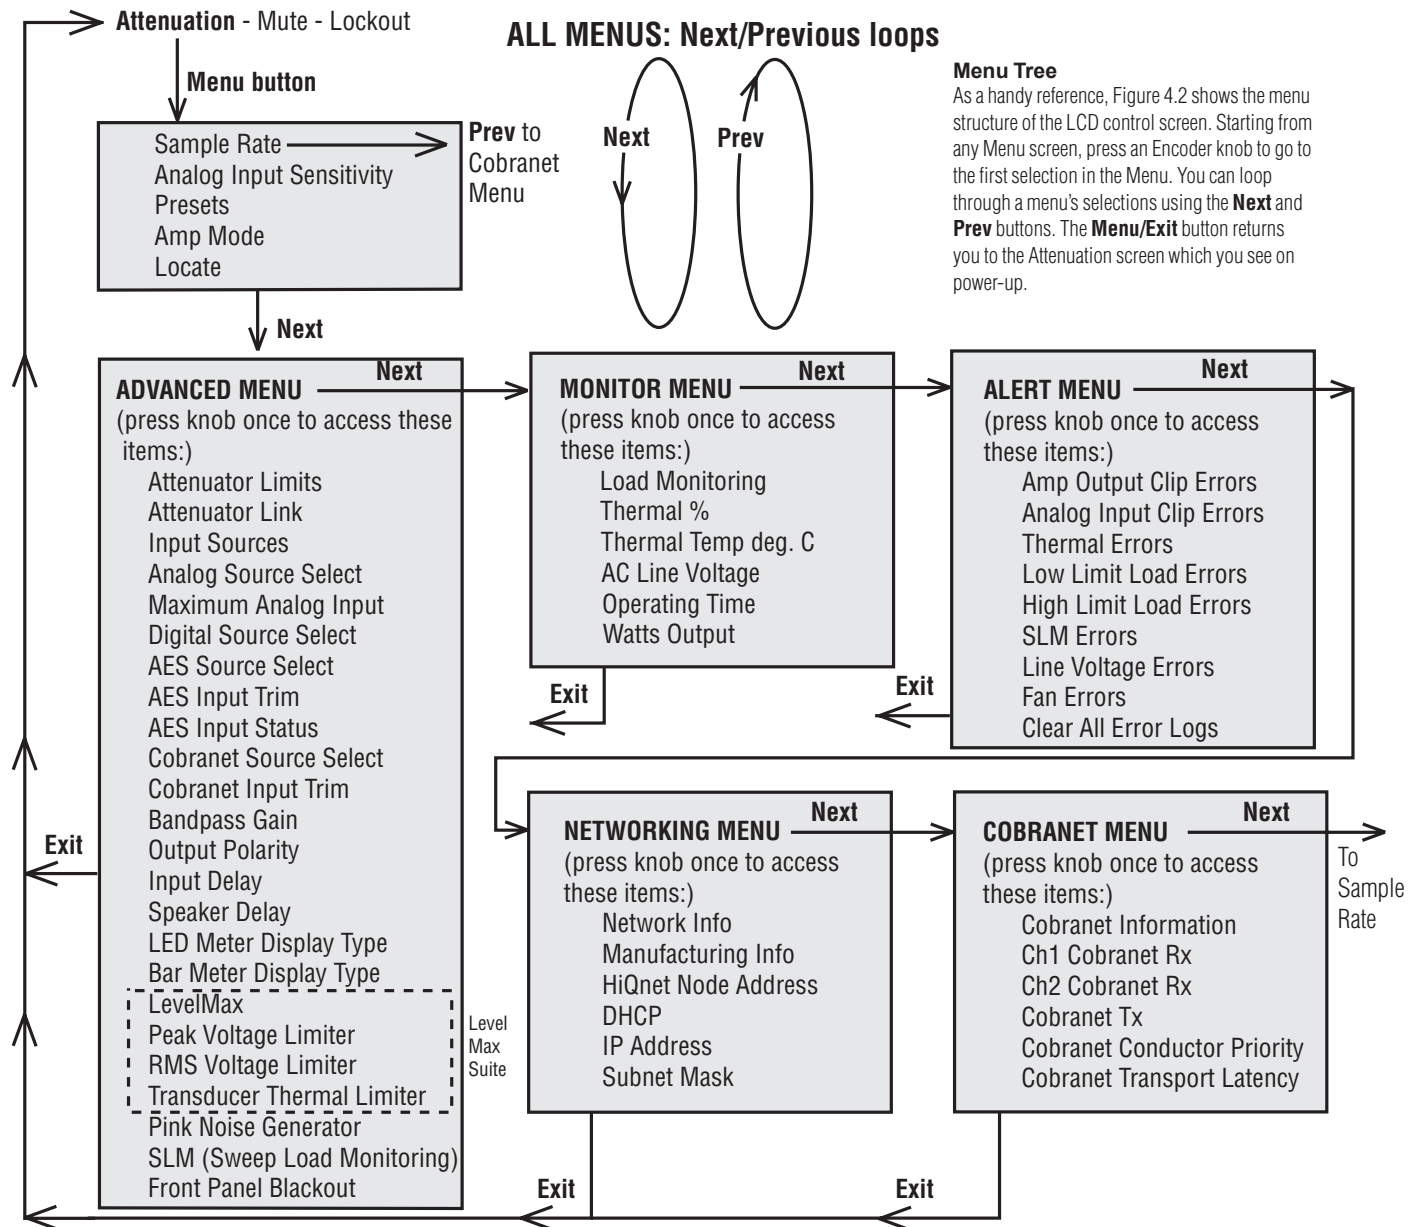 Attenuation - Mute - Lockout
ALL MENUS: Next/Previous loops
Menu button
Sample Rate
Analog Input Sensitivity
Presets
Amp Mode
Locate
Prev to
Cobranet
Menu
Next
Prev
Menu Tree
As a handy reference, Figure 4.2 shows the menu
structure of the LCD control screen. Starting from
any Menu screen, press an Encoder knob to go to
the first selection in the Menu. You can loop
through a menu's selections using the Next and
Prev buttons. The Menu/Exit button returns
you to the Attenuation screen which you see on
power-up.
Next
ADVANCED MENU
Next
(press knob once to access these
items:)
Attenuator Limits
Attenuator Link
Input Sources
Analog Source Select
Maximum Analog Input
Digital Source Select
AES Source Select
AES Input Trim
AES Input Status
Cobranet Source Select
Cobranet Input Trim
Bandpass Gain
Output Polarity
Input Delay
Speaker Delay
LED Meter Display Type
Bar Meter Display Type
LevelMax
Peak Voltage Limiter
RMS Voltage Limiter
Transducer Thermal Limiter
Pink Noise Generator
SLM (Sweep Load Monitoring)
Front Panel Blackout
Level
Max
Suite
Exit
MONITOR MENU
Next
(press knob once to access
these items:)
Load Monitoring
Thermal %
Thermal Temp deg. C
AC Line Voltage
Operating Time
Watts Output
Exit
ALERT MENU
Next
(press knob once to access
these items:)
Amp Output Clip Errors
Analog Input Clip Errors
Thermal Errors
Low Limit Load Errors
High Limit Load Errors
SLM Errors
Line Voltage Errors
Fan Errors
Clear All Error Logs
Exit
NETWORKING MENU
Next
(press knob once to access
these items:)
Network Info
Manufacturing Info
HiQnet Node Address
DHCP
IP Address
Subnet Mask
Exit
COBRANET MENU
Next
(press knob once to access
these items:)
Cobranet Information
Ch1 Cobranet Rx
Ch2 Cobranet Rx
Cobranet Tx
Cobranet Conductor Priority
Cobranet Transport Latency
To
Sample
Rate
Exit